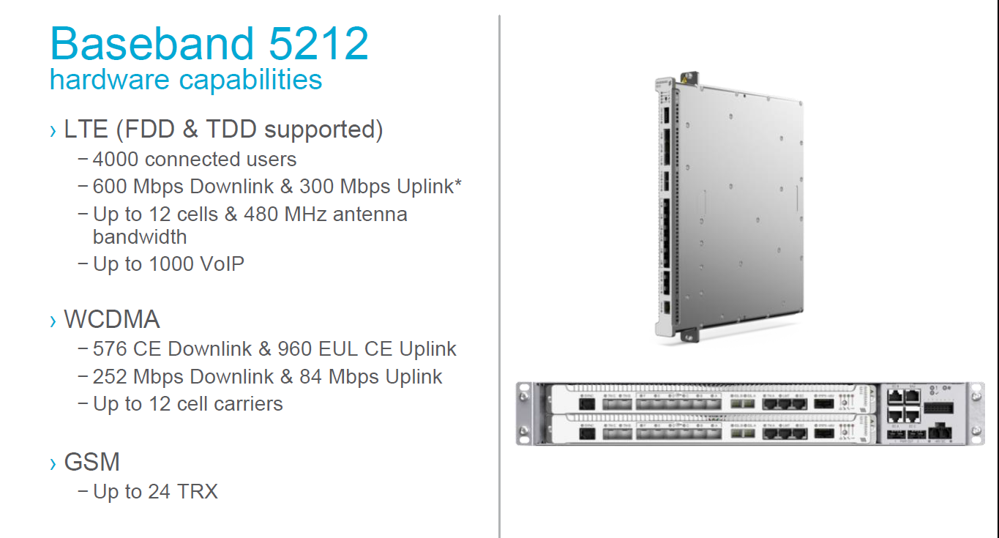 Baseband 5212
hardware capabilities
› LTE (FDD & TDD supported)
– 4000 connected users
– 600 Mbps Downlink & 300 Mbps Uplink*
– Up to 12 cells & 480 MHz antenna
bandwidth
– Up to 1000 VoIP
› WCDMA
– 576 CE Downlink & 960 EUL CE Uplink
– 252 Mbps Downlink & 84 Mbps Uplink
– Up to 12 cell carriers
› GSM
– Up to 24 TRX